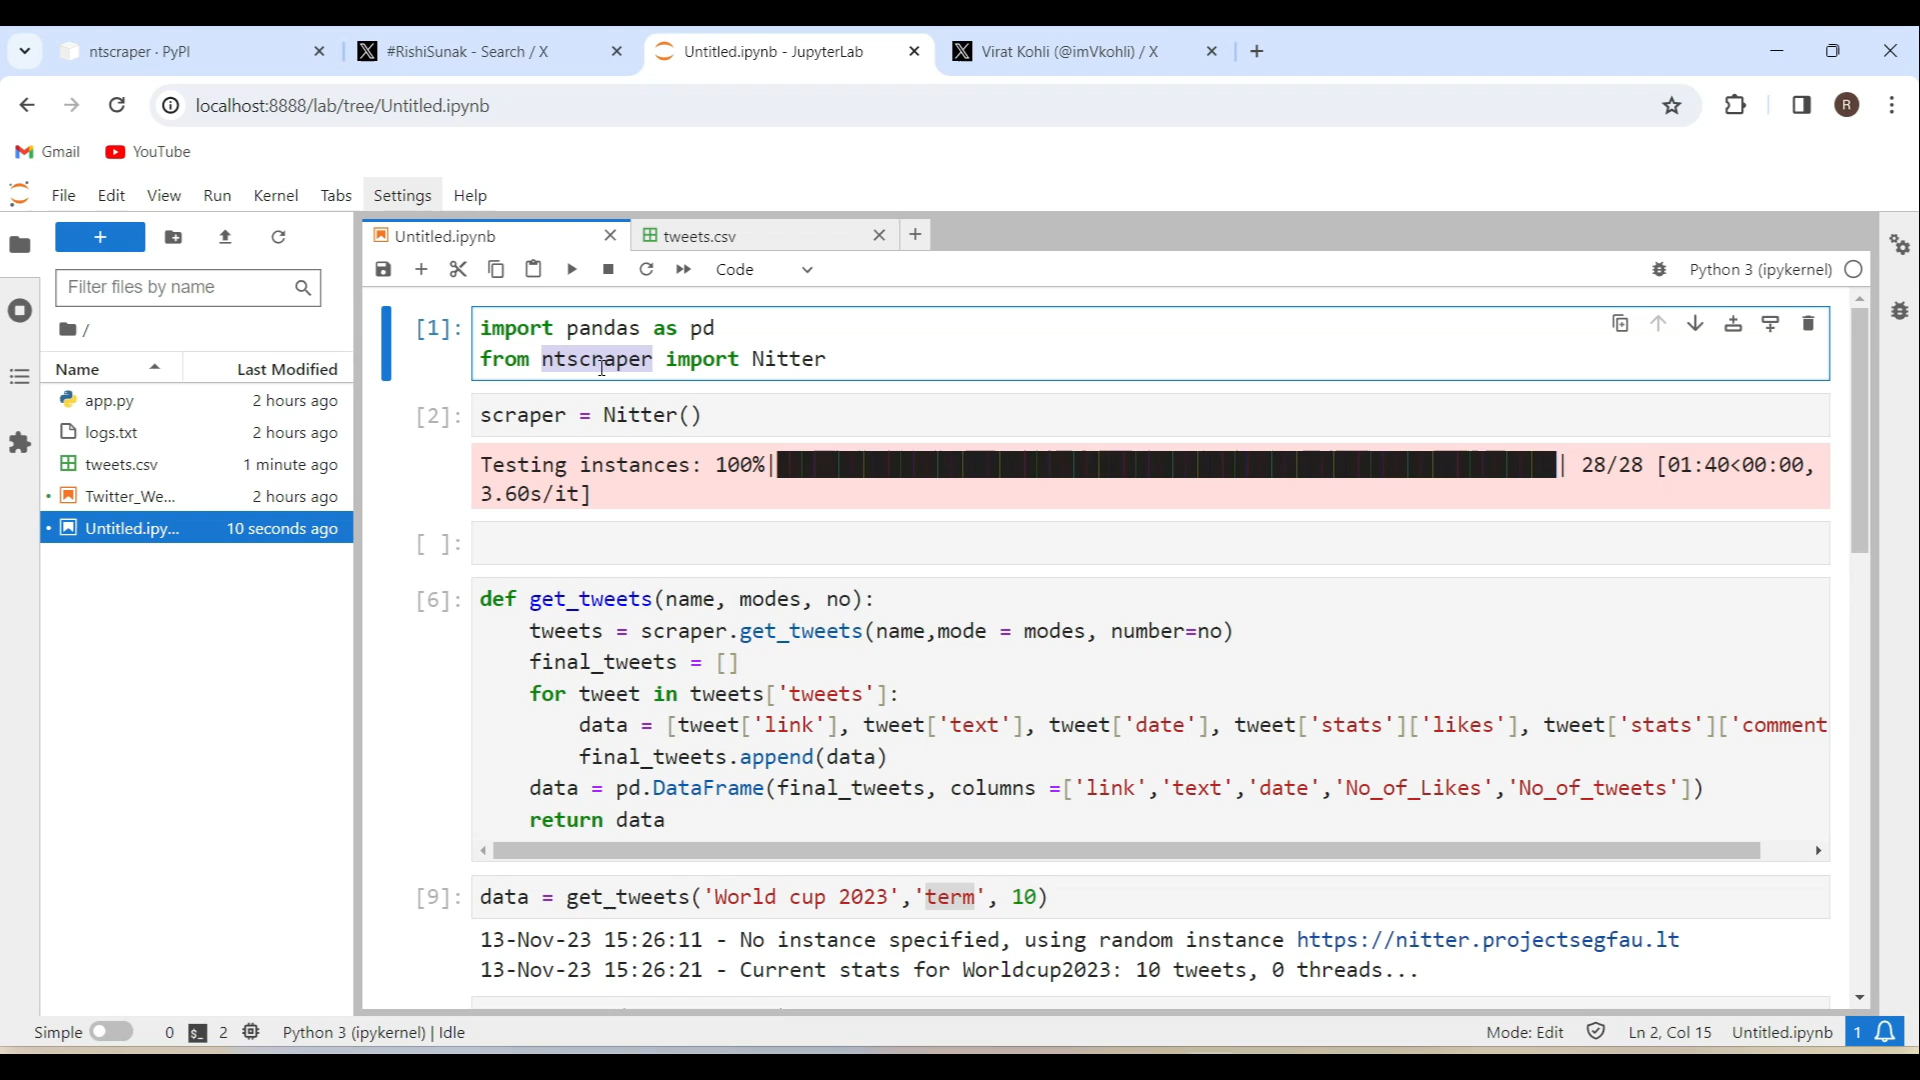 ntscraper · PyPI
#RishiSunak - Search / X
Untitled.ipynb - JupyterLab
Virat Kohli (@imVkohli) / X
localhost:8888/lab/tree/Untitled.ipynb
R
Gmail
YouTube
File Edit View Run Kernel Tabs Settings Help
+
Filter files by name
/
Name Last Modified
app.py 2 hours ago
logs.txt 2 hours ago
tweets.csv 1 minute ago
Twitter_We... 2 hours ago
Untitled.ipy... 10 seconds ago
Untitled.ipynb
tweets.csv
Code
Python 3 (ipykernel)
[1]: import pandas as pd
from ntscraper import Nitter
[2]: scraper = Nitter()
Testing instances: 100%| | 28/28 [01:40<00:00,
3.60s/it]
[ ]:
[6]: def get_tweets(name, modes, no):
tweets = scraper.get_tweets(name,mode = modes, number=no)
final_tweets = []
for tweet in tweets['tweets']:
data = [tweet['link'], tweet['text'], tweet['date'], tweet['stats']['likes'], tweet['stats']['comment
final_tweets.append(data)
data = pd.DataFrame(final_tweets, columns =['link','text','date','No_of_Likes','No_of_tweets'])
return data
[9]: data = get_tweets('World cup 2023','term', 10)
13-Nov-23 15:26:11 - No instance specified, using random instance https://nitter.projectsegfau.lt
13-Nov-23 15:26:21 - Current stats for Worldcup2023: 10 tweets, 0 threads...
Simple 0 $_ 2 Python 3 (ipykernel) | Idle Mode: Edit Ln 2, Col 15 Untitled.ipynb 1